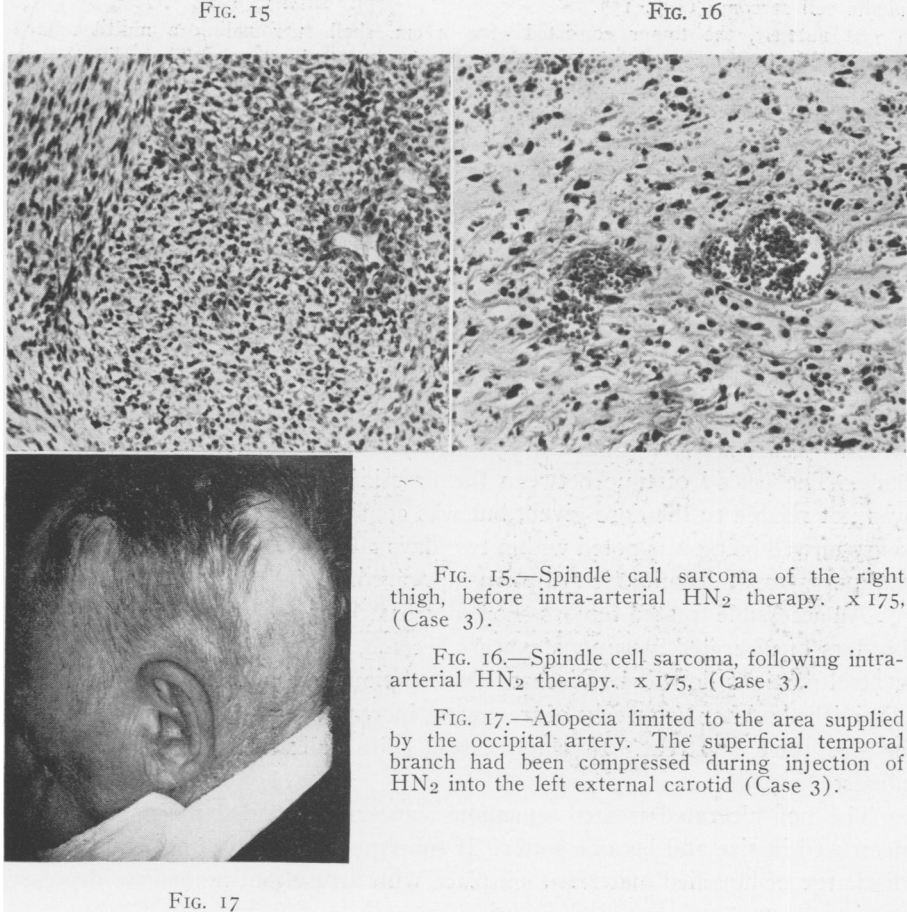 FIG. 15 FIG. 16
FIG. 15.—Spindle call sarcoma of the right
thigh, before intra-arterial HN2 therapy. x 175,
(Case 3).
FIG. 16.—Spindle cell sarcoma, following intra-
arterial HN2 therapy. x 175, (Case 3).
FIG. 17.—Alopecia limited to the area supplied
by the occipital artery. The superficial temporal
branch had been compressed during injection of
HN2 into the left external carotid (Case 3).
FIG. 17